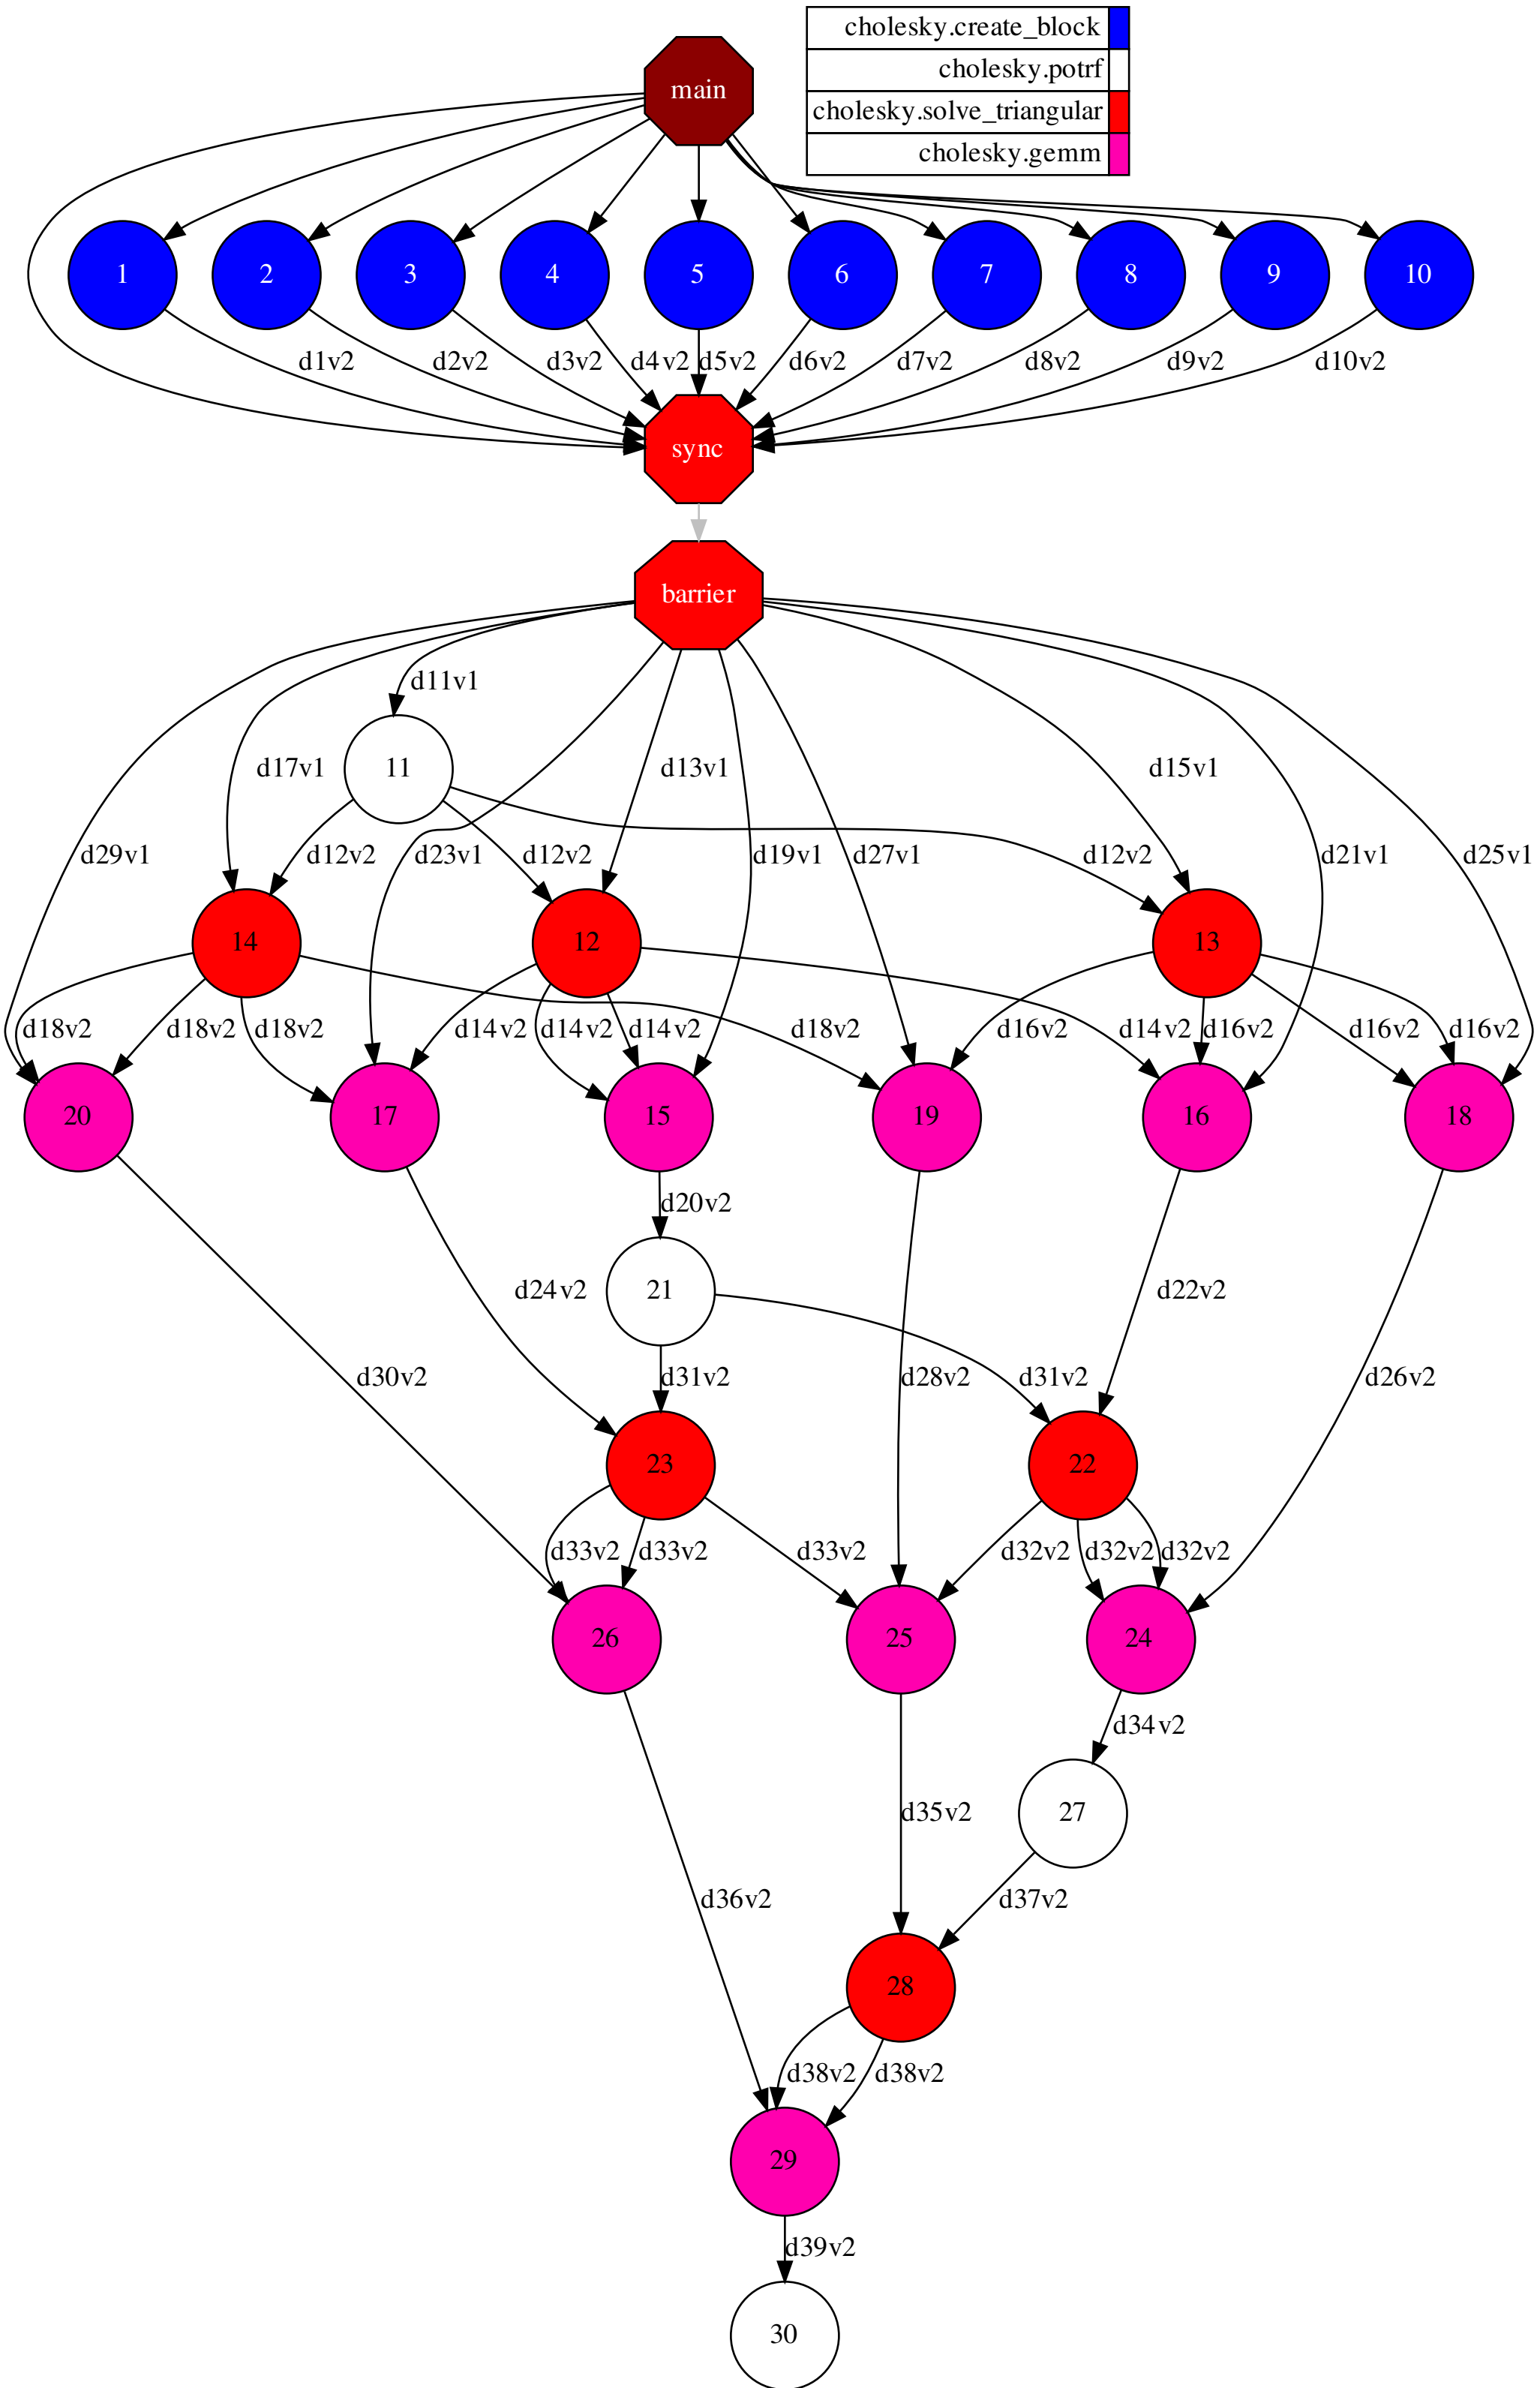 main
cholesky.create_block
cholesky.potrf
cholesky.solve_triangular
cholesky.gemm
1 2 3 4 5 6 7 8 9 10
d1v2 d2v2 d3v2 d4v2 d5v2 d6v2 d7v2 d8v2 d9v2 d10v2
sync
barrier
d11v1
d17v1 11 d13v1 d15v1
d29v1 d12v2 d23v1 d12v2 d19v1 d27v1 d12v2 d21v1 d25v1
14 12 13
d18v2 d18v2 d18v2 d14v2 d14v2 d14v2 d18v2 d16v2 d14v2 d16v2 d16v2 d16v2
20 17 15 19 16 18
d20v2
d24v2 21 d22v2
d30v2 d31v2 d28v2 d31v2 d26v2
23 22
d33v2 d33v2 d33v2 d32v2 d32v2 d32v2
26 25 24
d34v2
d35v2 27
d36v2 d37v2
28
d38v2 d38v2
29
d39v2
30